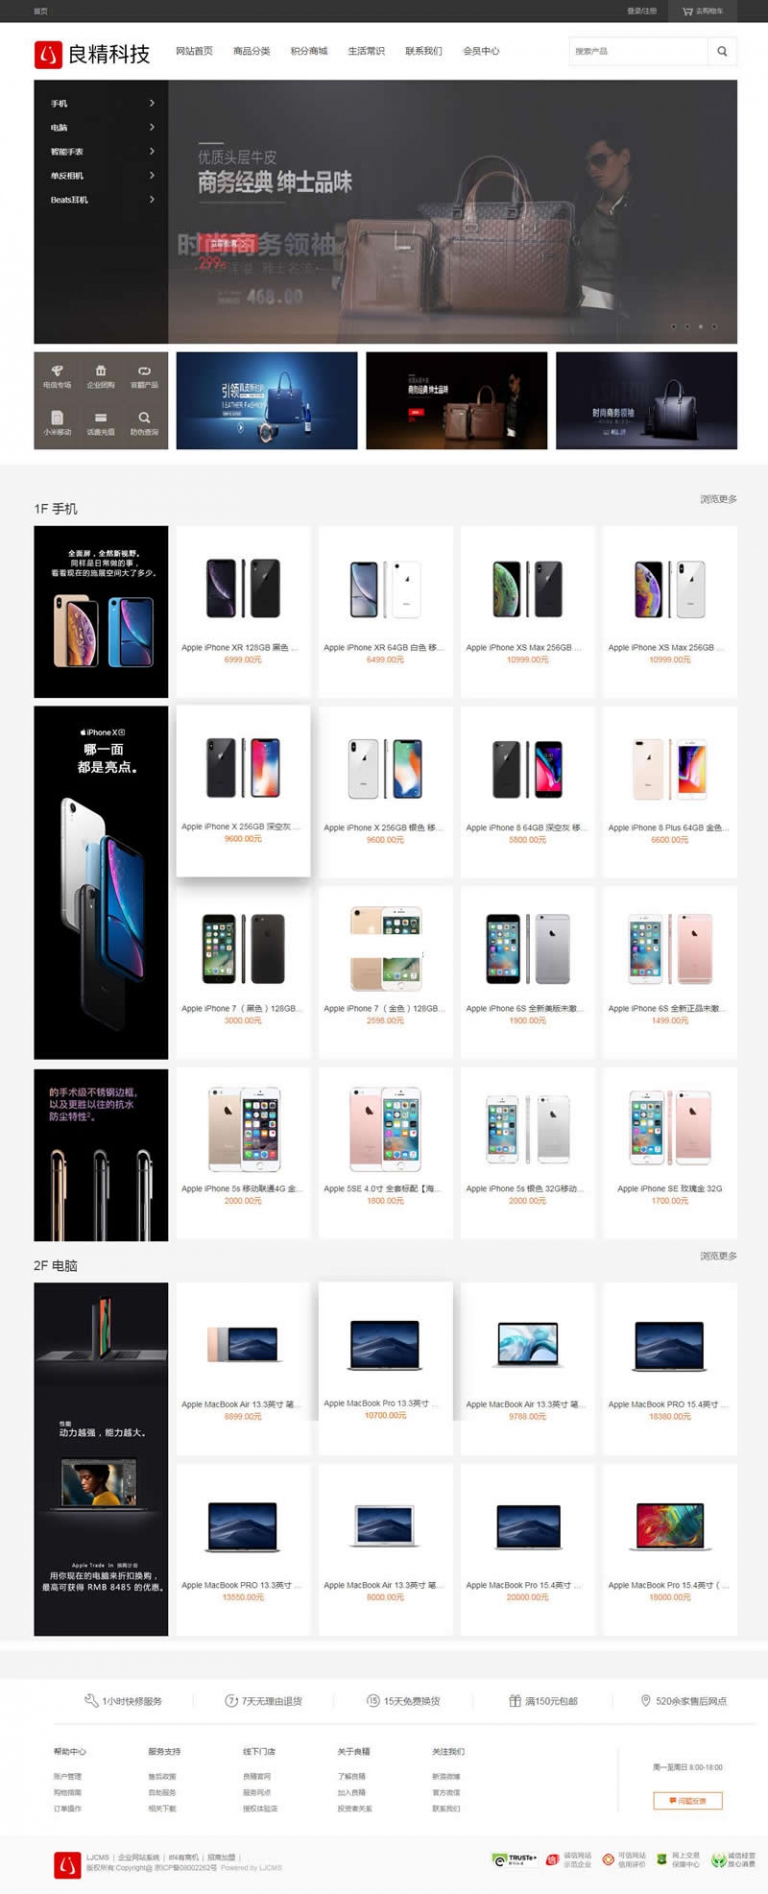 首页
登录/注册
去购物车
良精科技
网站首页
商品分类
积分商城
生活常识
联系我们
会员中心
搜索产品
手机
电脑
智能手表
单反相机
Beats耳机
优质头层牛皮
商务经典 绅士品味
时尚商务领袖
299
468.00
电信专场
企业团购
官翻产品
小米移动
话费充值
防伪查询
引领
商务经典 绅士品味
时尚商务领袖
1F 手机
浏览更多
全面屏，全然新视野。
同样是日常做的事，
看看现在的施展空间大了多少。
Apple iPhone XR 128GB 黑色 ...
6999.00元
Apple iPhone XR 64GB 白色 移...
6499.00元
Apple iPhone XS Max 256GB ...
10999.00元
Apple iPhone XS Max 256GB ...
10999.00元
iPhone XR
哪一面
都是亮点。
Apple iPhone X 256GB 深空灰 ...
9600.00元
Apple iPhone X 256GB 银色 移...
9600.00元
Apple iPhone 8 64GB 深空灰 移...
5800.00元
Apple iPhone 8 Plus 64GB 金色...
6600.00元
Apple iPhone 7 （黑色）128GB...
3000.00元
Apple iPhone 7 （金色）128GB...
2598.00元
Apple iPhone 6S 全新美版未激...
1900.00元
Apple iPhone 6S 全新正品未激...
1499.00元
的手术级不锈钢边框，
以及更胜以往的抗水
防尘特性²。
Apple iPhone 5s 移动联通4G 金...
2000.00元
Apple 5SE 4.0寸 全套标配【海...
1800.00元
Apple iPhone 5s 银色 32G移动...
2000.00元
Apple iPhone SE 玫瑰金 32G
1700.00元
2F 电脑
浏览更多
性能
动力越强，能力越大。
Apple Trade In 换购计划
用你现在的电脑来折扣换购，
最高可获得 RMB 8485 的优惠。
Apple MacBook Air 13.3英寸 笔...
8899.00元
Apple MacBook Pro 13.3英寸 ...
10700.00元
Apple MacBook Air 13.3英寸 笔...
9788.00元
Apple MacBook PRO 15.4英寸 ...
18380.00元
Apple MacBook PRO 13.3英寸 ...
13550.00元
Apple MacBook Air 13.3英寸 笔...
8000.00元
Apple MacBook Pro 15.4英寸 ...
20000.00元
Apple MacBook Pro 15.4英寸（ ...
18000.00元
1小时快修服务
7天无理由退货
15天免费换货
满150元包邮
520余家售后网点
帮助中心
服务支持
线下门店
关于良精
关注我们
账户管理
售后政策
良精官网
了解良精
新浪微博
购物指南
自助服务
服务网点
加入良精
官方微信
订单操作
相关下载
授权体验店
投资者关系
联系我们
周一至周日 8:00-18:00
问题反馈
LJCMS | 企业网站系统 | 8f4商机 | 招商加盟 |
版权所有 Copyright@ 京ICP备09002262号 Powered by LJCMS
TRUSTe
诚信网站
示范企业
可信网站
信用评价
网上交易
保障中心
诚信经营
放心消费